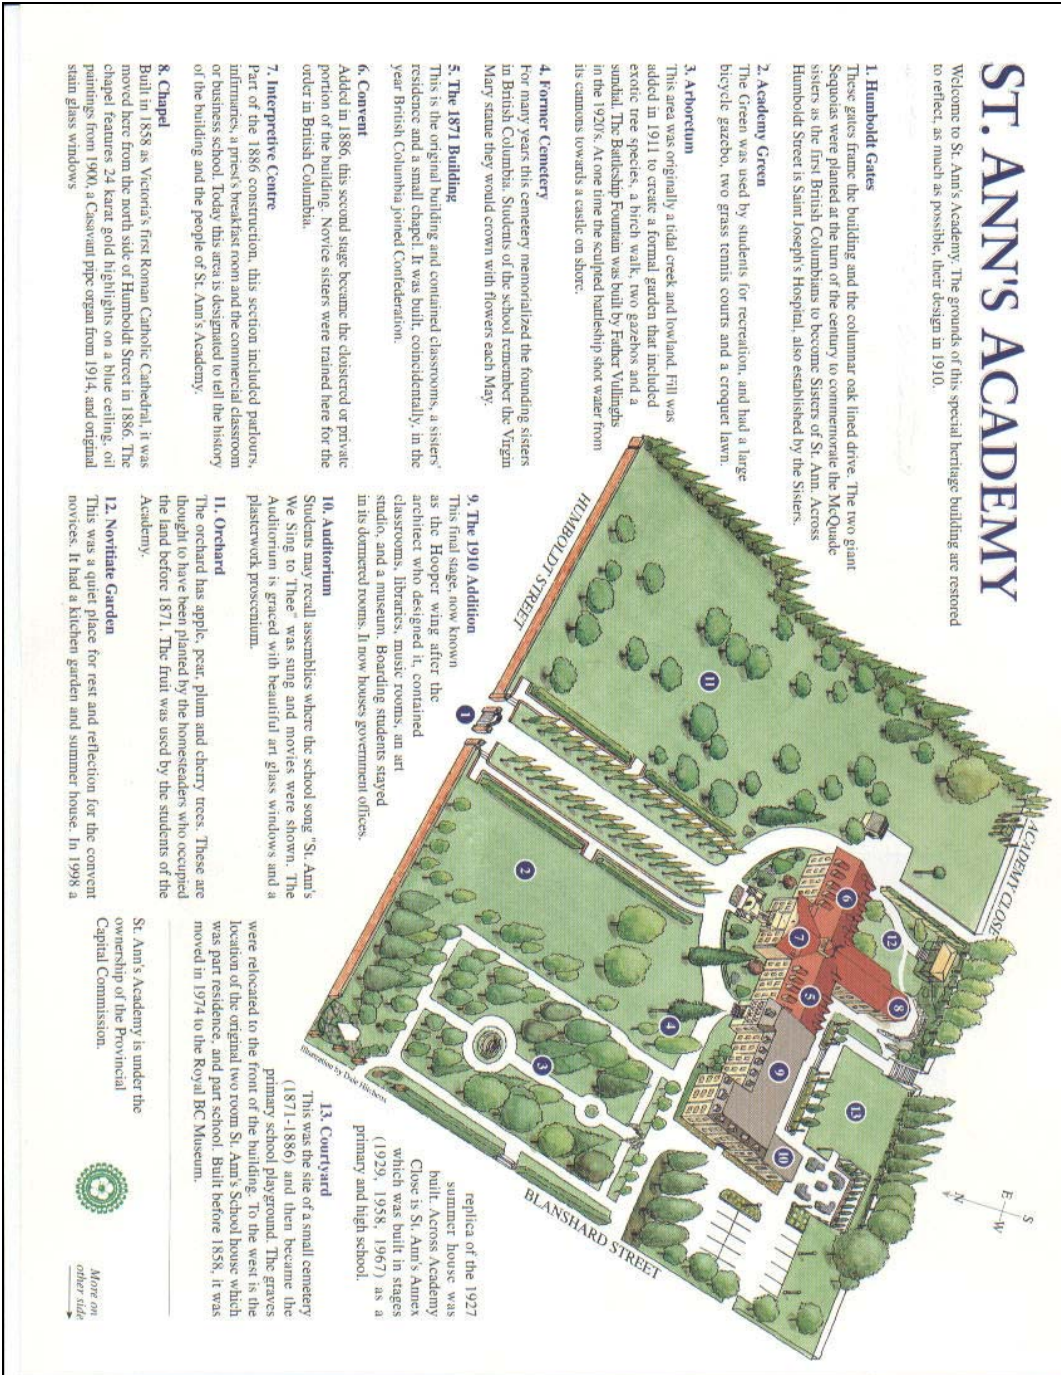 ST. ANN'S ACADEMY
Welcome to St. Ann's Academy. The grounds of this special heritage building are restored
to reflect, as much as possible, their design in 1910.
1. Humboldt Gates
These gates frame the building and the columnar oak lined drive. The two giant
Sequoias were planted at the turn of the century to commemorate the McQuade
sisters as the first British Columbians to become Sisters of St. Ann. Across
Humboldt Street is Saint Joseph's Hospital, also established by the Sisters.
2. Academy Green
The Green was used by students for recreation, and had a large
bicycle gazebo, two grass tennis courts and a croquet lawn.
3. Arboretum
This area was originally a tidal creek and lowland. Fill was
added in 1911 to create a formal garden that included
exotic tree species, a birch walk, two gazebos and a
sundial. The Battleship Fountain was built by Father Vullinghs
in the 1920's. At one time the sculpted battleship shot water from
its cannons towards a castle on shore.
4. Former Cemetery
For many years this cemetery memorialized the founding sisters
in British Columbia. Students of the school remember the Virgin
Mary statue they would crown with flowers each May.
5. The 1871 Building
This is the original building and contained classrooms, a sisters'
residence and a small chapel. It was built, coincidentally, in the
year British Columbia joined Confederation.
6. Convent
Added in 1886, this second stage became the cloistered or private
portion of the building. Novice sisters were trained here for the
order in British Columbia.
7. Interpretive Centre
Part of the 1886 construction, this section included parlours,
infirmaries, a priest's breakfast room and the commercial classroom
or business school. Today this area is designated to tell the history
of the building and the people of St. Ann's Academy.
8. Chapel
Built in 1858 as Victoria's first Roman Catholic Cathedral, it was
moved here from the north side of Humboldt Street in 1886. The
chapel features 24 karat gold highlights on a blue ceiling, oil
paintings from 1900, a Casavant pipe organ from 1914, and original
stain glass windows
9. The 1910 Addition
This final stage, now known
as the Hooper wing after the
architect who designed it, contained
classrooms, libraries, music rooms, an art
studio, and a museum. Boarding students stayed
in its dormered rooms. It now houses government offices.
10. Auditorium
Students may recall assemblies where the school song "St. Ann's
We Sing to Thee" was sung and movies were shown. The
Auditorium is graced with beautiful art glass windows and a
plasterwork proscenium.
11. Orchard
The orchard has apple, pear, plum and cherry trees. These are
thought to have been planted by the homesteaders who occupied
the land before 1871. The fruit was used by the students of the
Academy.
12. Novitiate Garden
This was a quiet place for rest and reflection for the convent
novices. It had a kitchen garden and summer house. In 1998 a
replica of the 1927
summer house was
built. Across Academy
Close is St. Ann's Annex
which was built in stages
(1929, 1958, 1967) as a
primary and high school.
13. Courtyard
This was the site of a small cemetery
(1871-1886) and then became the
primary school playground. The graves
were relocated to the front of the building. To the west is the
location of the original two room St. Ann's School house which
was part residence, and part school. Built before 1858, it was
moved in 1974 to the Royal BC Museum.
St. Ann's Academy is under the
ownership of the Provincial
Capital Commission.
More on
other side
HUMBOLDT STREET
ACADEMY CLOSE
BLANSHARD STREET
Illustration by Dale Hitchens
N
E
S
W
1
2
3
4
5
6
7
8
9
10
11
12
13